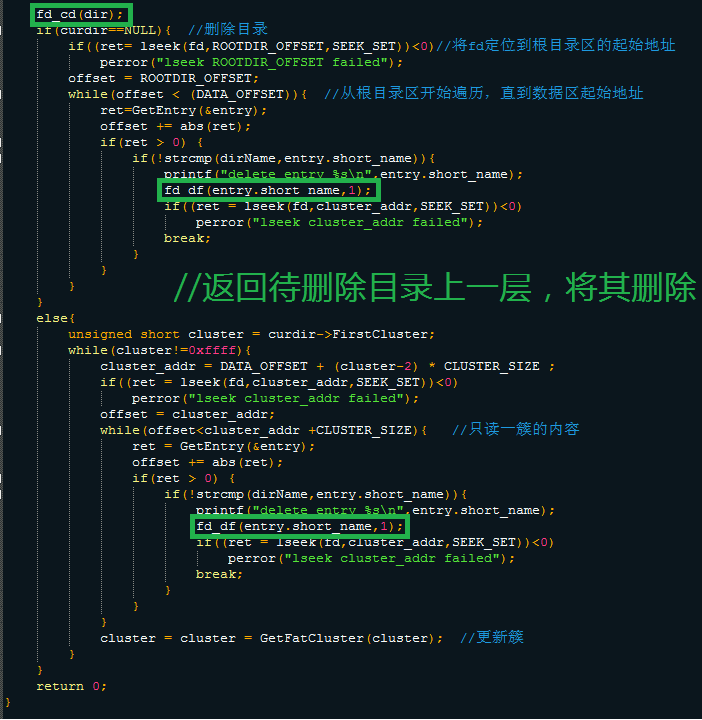 fd_cd(dir);
if(curdir==NULL){  //删除目录
    if((ret= lseek(fd,ROOTDIR_OFFSET,SEEK_SET))<0)//将fd定位到根目录区的起始地址
        perror("lseek ROOTDIR_OFFSET failed");
    offset = ROOTDIR_OFFSET;
    while(offset < (DATA_OFFSET)){  //从根目录区开始遍历，直到数据区起始地址
        ret=GetEntry(&entry);
        offset += abs(ret);
        if(ret > 0) {
            if(!strcmp(dirName,entry.short_name)){
                printf("delete entry %s\n",entry.short_name);
                fd_df(entry.short_name,1);
                if((ret = lseek(fd,cluster_addr,SEEK_SET))<0)
                    perror("lseek cluster_addr failed");
                break;
            }
        }
    }
//返回待删除目录上一层，将其删除
}
else{
    unsigned short cluster = curdir->FirstCluster;
    while(cluster!=0xffff){
        cluster_addr = DATA_OFFSET + (cluster-2) * CLUSTER_SIZE ;
        if((ret = lseek(fd,cluster_addr,SEEK_SET))<0)
            perror("lseek cluster_addr failed");
        offset = cluster_addr;
        while(offset<cluster_addr +CLUSTER_SIZE){   //只读一簇的内容
            ret = GetEntry(&entry);
            offset += abs(ret);
            if(ret > 0) {
                if(!strcmp(dirName,entry.short_name)){
                    printf("delete entry %s\n",entry.short_name);
                    fd_df(entry.short_name,1);
                    if((ret = lseek(fd,cluster_addr,SEEK_SET))<0)
                        perror("lseek cluster_addr failed");
                    break;
                }
            }
        }
        cluster = cluster = GetFatCluster(cluster);  //更新簇
    }
}
return 0;
}